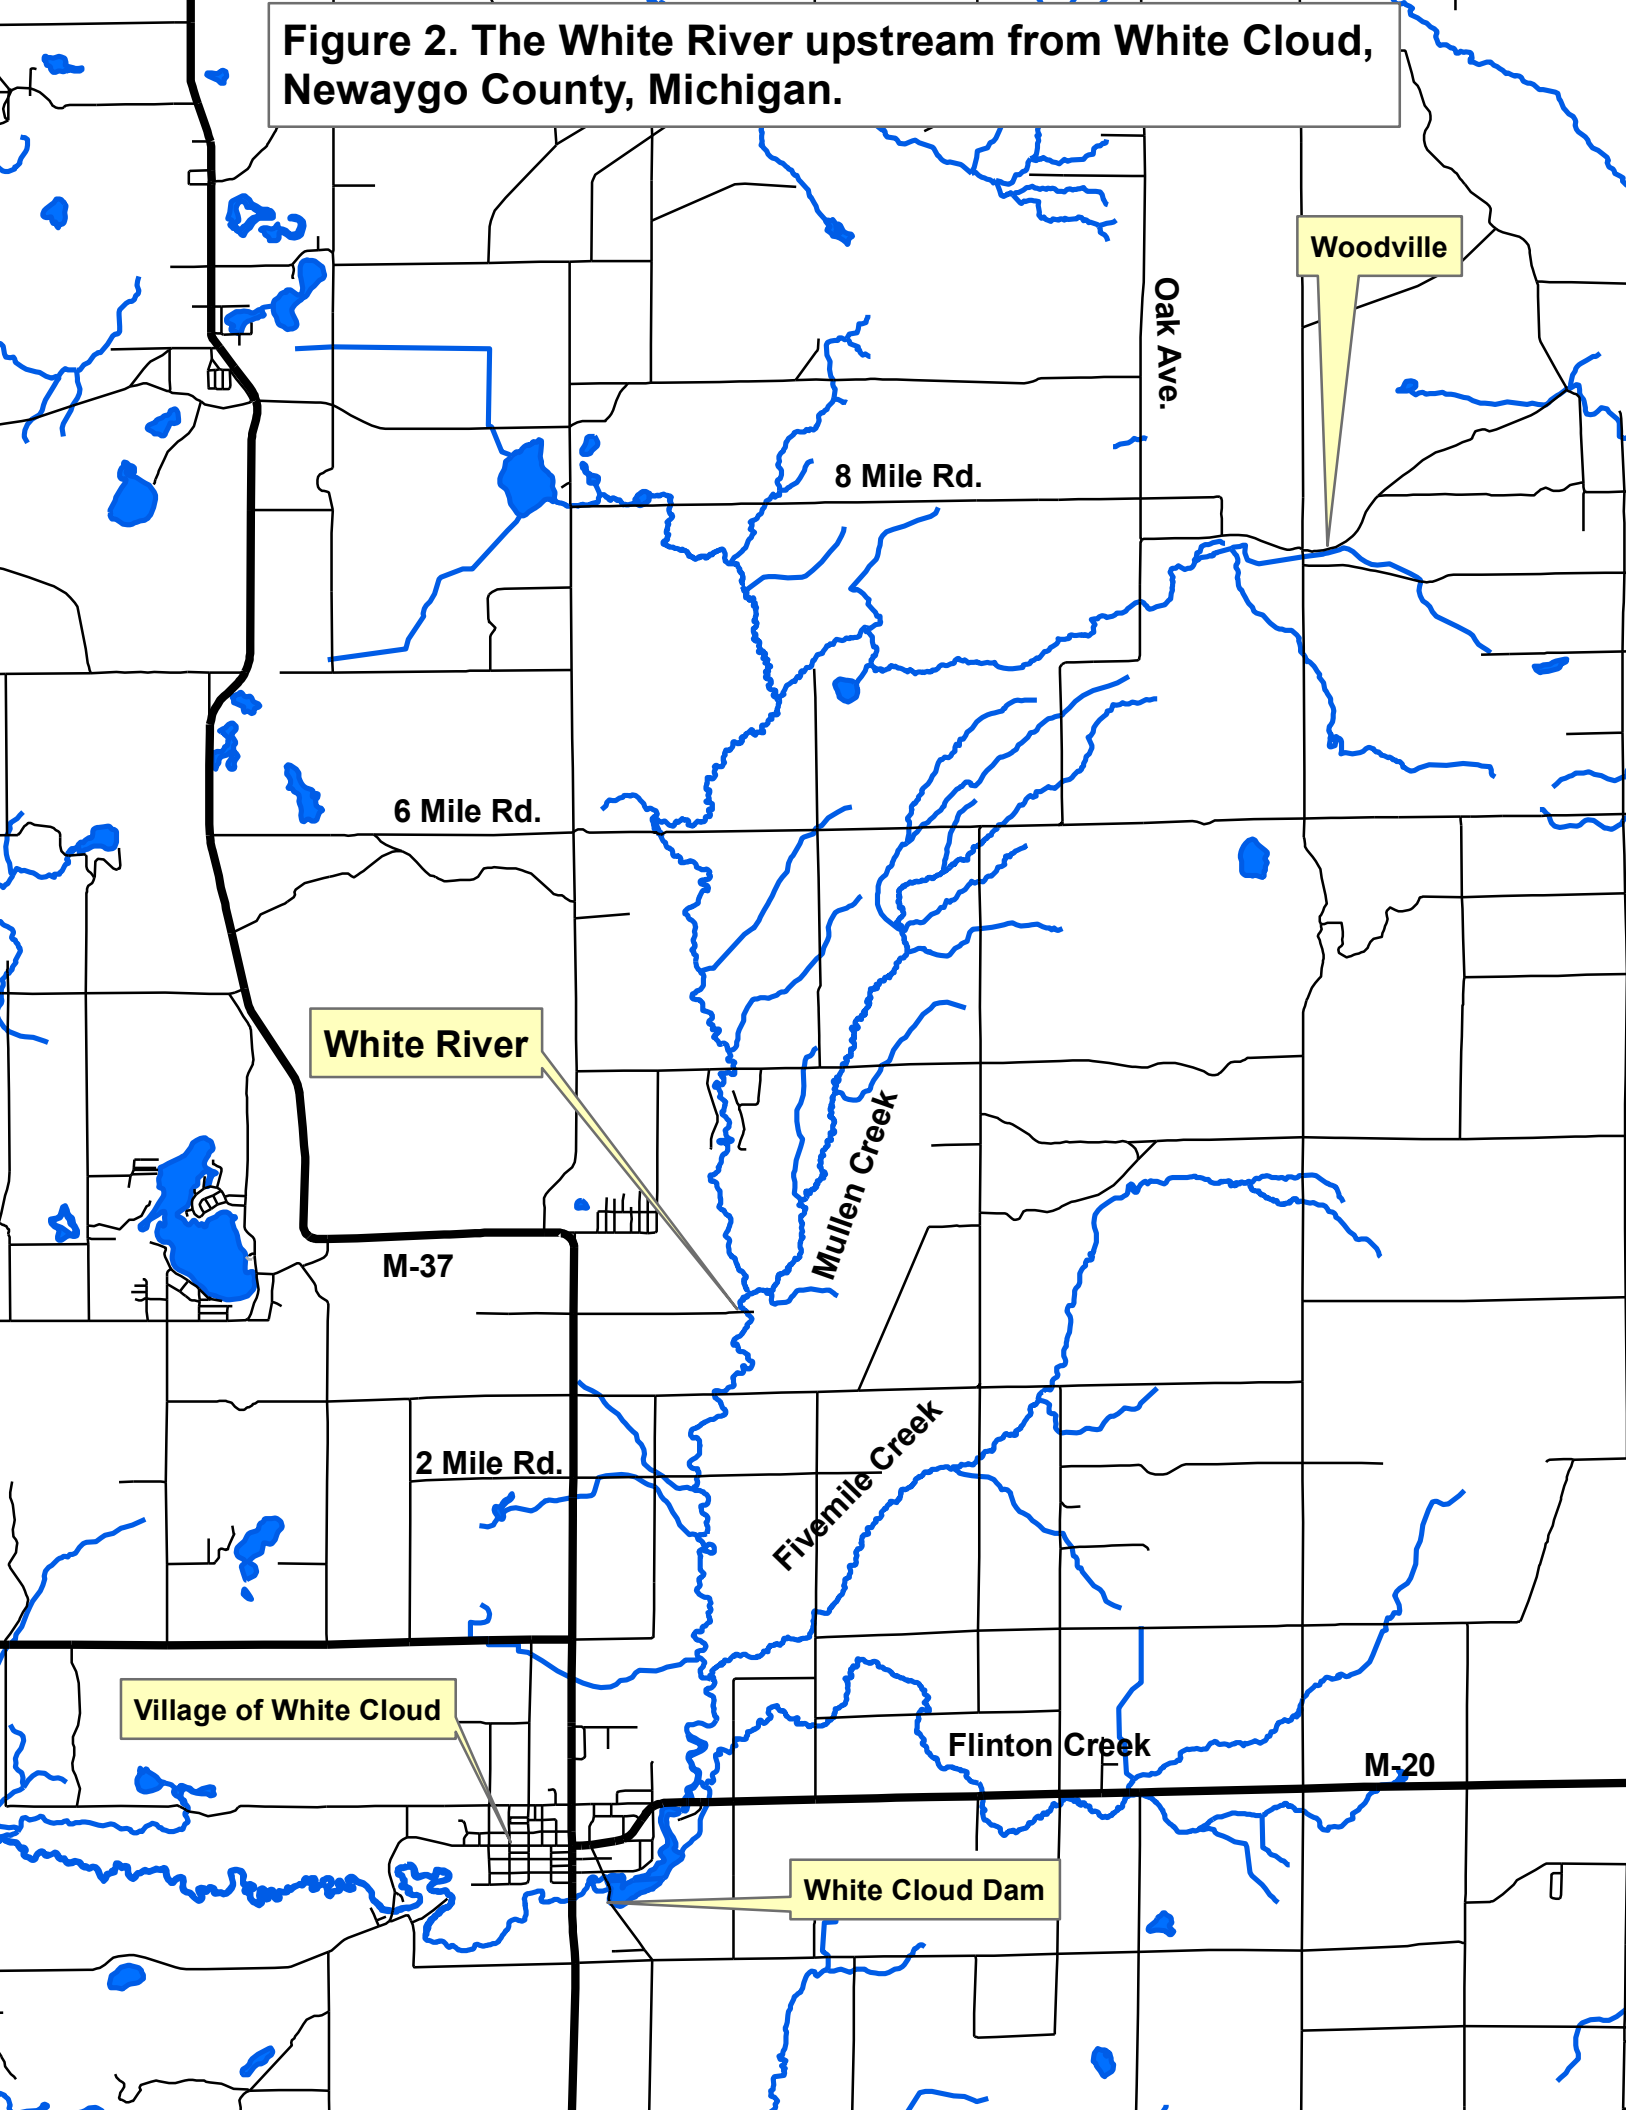 Figure 2. The White River upstream from White Cloud,
Newaygo County, Michigan.
Woodville
Oak Ave.
8 Mile Rd.
6 Mile Rd.
White River
Mullen Creek
M-37
2 Mile Rd.
Fivemile Creek
Village of White Cloud
Flinton Creek
M-20
White Cloud Dam